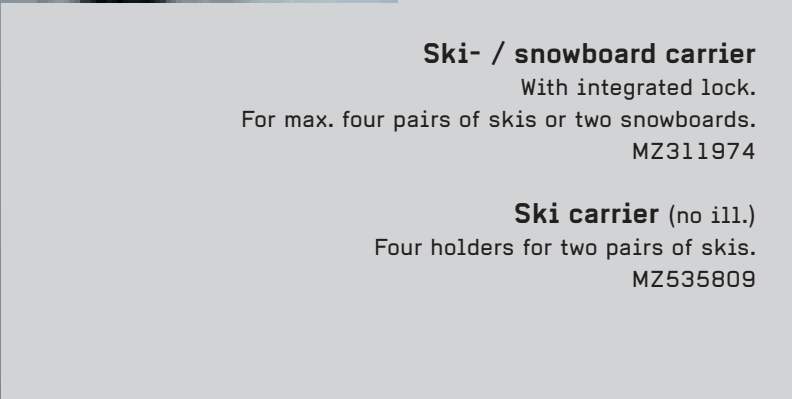 Ski- / snowboard carrier
With integrated lock.
For max. four pairs of skis or two snowboards.
MZ311974
Ski carrier (no ill.)
Four holders for two pairs of skis.
MZ535809